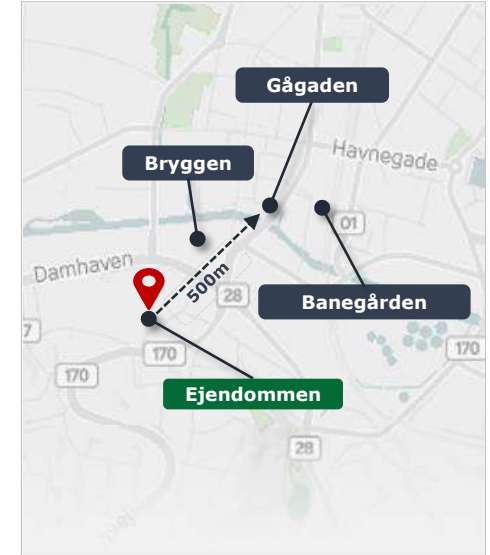 Gågaden
Havnegade
Bryggen
01
Damhaven
500m
28
Banegården
7
170
170
170
Ejendommen
28